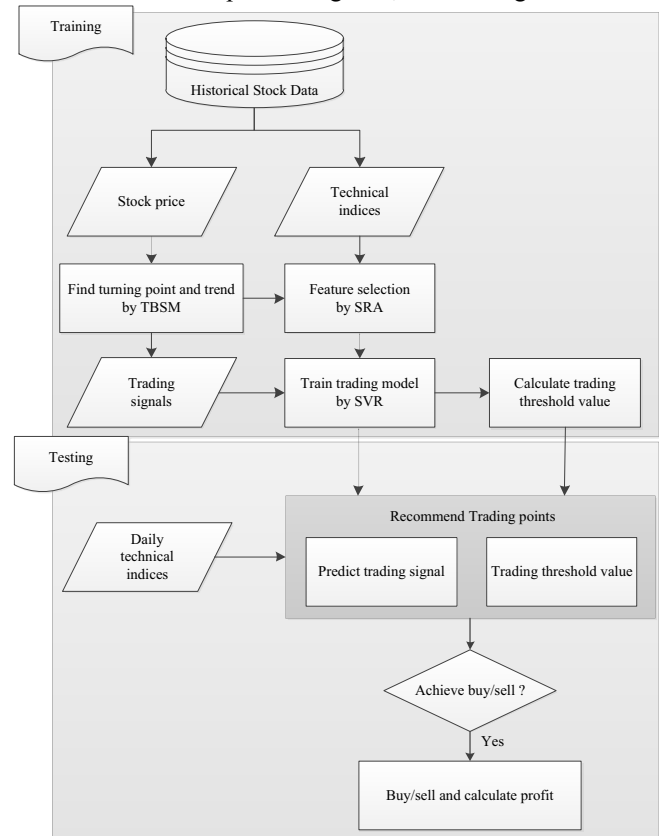 Training
Historical Stock Data
Stock price
Technical
indices
Find turning point and trend
by TBSM
Feature selection
by SRA
Trading
signals
Train trading model
by SVR
Calculate trading
threshold value
Testing
Recommend Trading points
Daily
technical
indices
Predict trading signal
Trading threshold value
Achieve buy/sell ?
Yes
Buy/sell and calculate profit